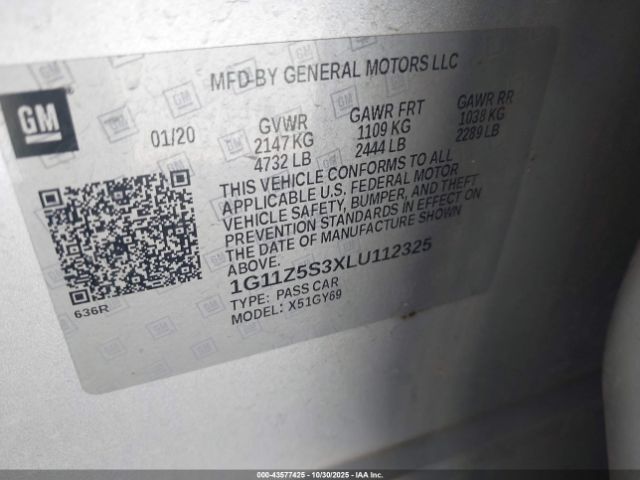 MFD BY GENERAL MOTORS LLC
GM
01/20
GVWR
2147 KG
4732 LB
GAWR FRT
1109 KG
2444 LB
GAWR RR
1038 KG
2289 LB
THIS VEHICLE CONFORMS TO ALL
APPLICABLE U.S. FEDERAL MOTOR
VEHICLE SAFETY, BUMPER, AND THEFT
PREVENTION STANDARDS IN EFFECT ON
THE DATE OF MANUFACTURE SHOWN
ABOVE.
1G11Z5S3XLU112325
TYPE: PASS CAR
MODEL: X51GY69
636R
000-43577425 - 10/30/2025 - IAA Inc.